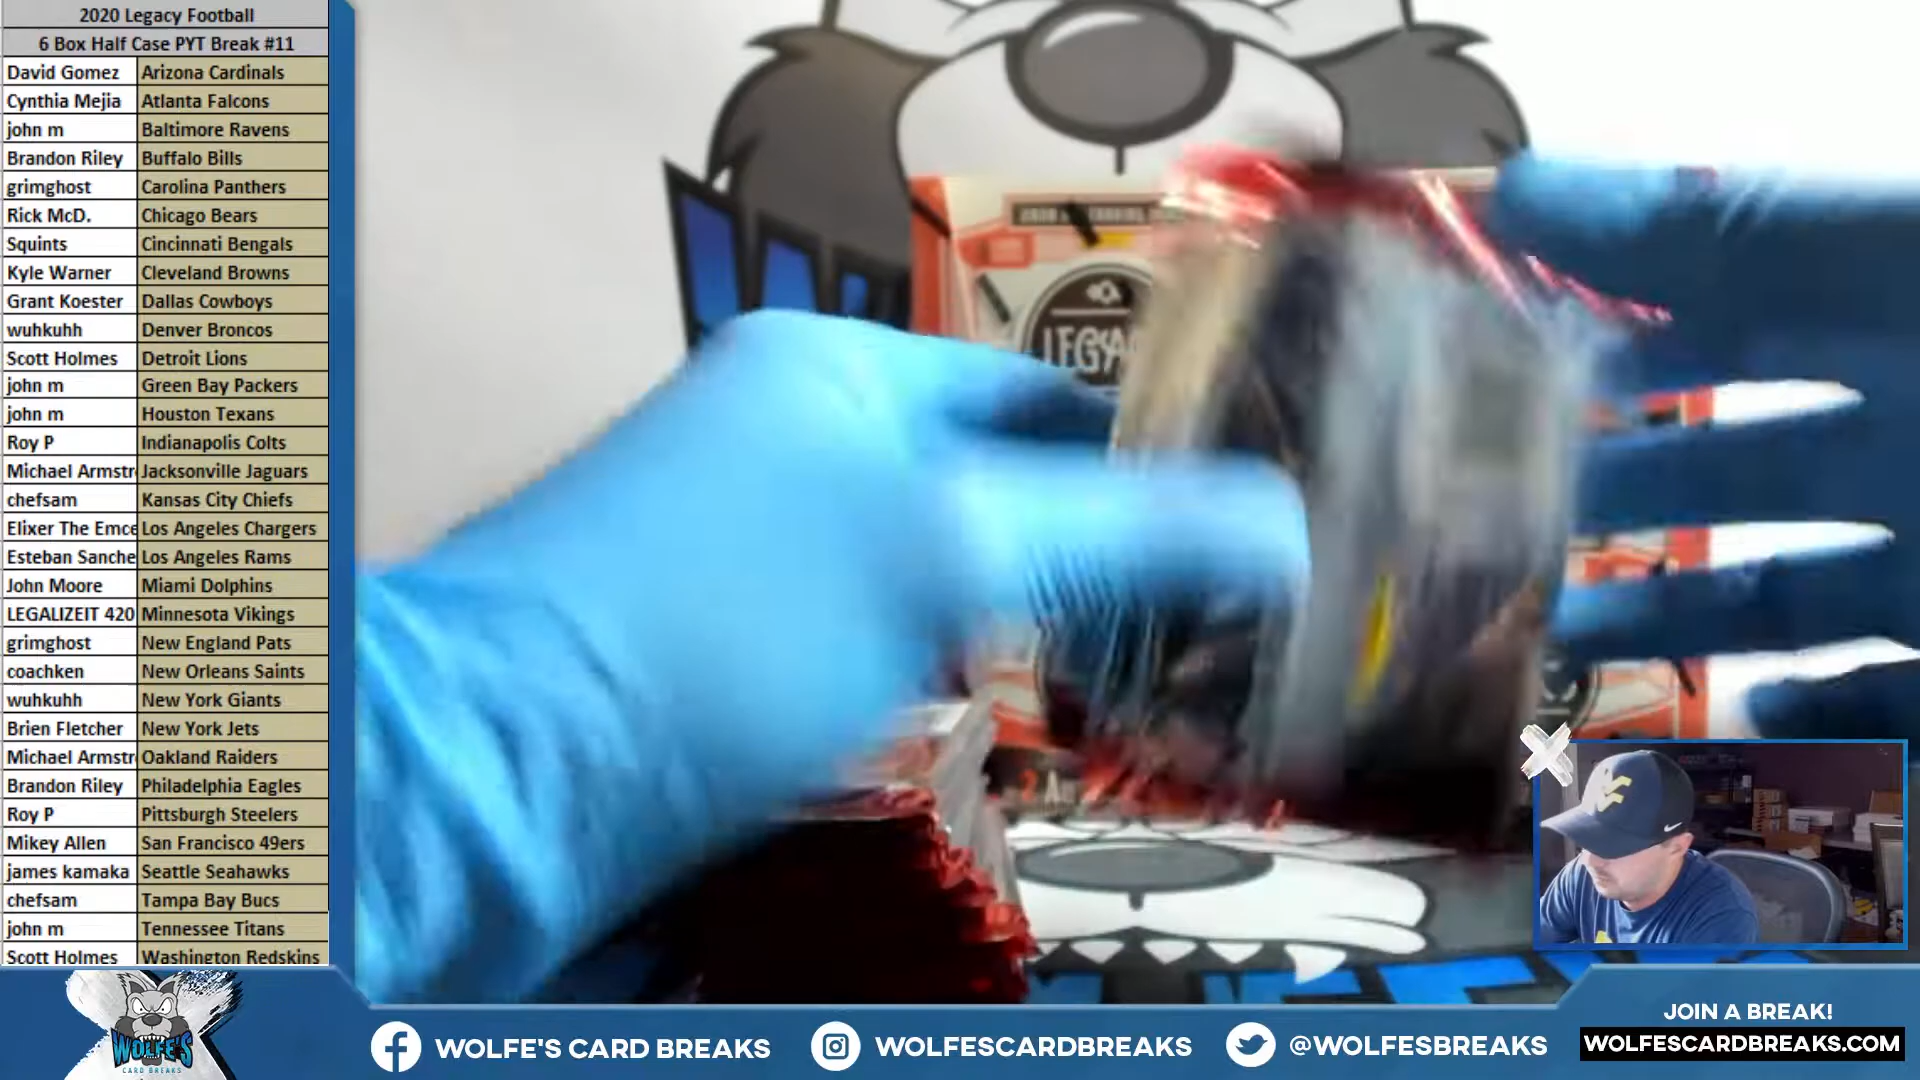 2020 Legacy Football
6 Box Half Case PYT Break #11
David Gomez Arizona Cardinals
Cynthia Mejia Atlanta Falcons
john m Baltimore Ravens
Brandon Riley Buffalo Bills
grimghost Carolina Panthers
Rick McD. Chicago Bears
Squints Cincinnati Bengals
Kyle Warner Cleveland Browns
Grant Koester Dallas Cowboys
wuhkuhh Denver Broncos
Scott Holmes Detroit Lions
john m Green Bay Packers
john m Houston Texans
Roy P Indianapolis Colts
Michael Armstr Jacksonville Jaguars
chefsam Kansas City Chiefs
Elixer The Emce Los Angeles Chargers
Esteban Sanche Los Angeles Rams
John Moore Miami Dolphins
LEGALIZEIT 420 Minnesota Vikings
grimghost New England Pats
coachken New Orleans Saints
wuhkuhh New York Giants
Brien Fletcher New York Jets
Michael Armstr Oakland Raiders
Brandon Riley Philadelphia Eagles
Roy P Pittsburgh Steelers
Mikey Allen San Francisco 49ers
james kamaka Seattle Seahawks
chefsam Tampa Bay Bucs
john m Tennessee Titans
Scott Holmes Washington Redskins
WOLFE'S
CARD BREAKS
WOLFE'S CARD BREAKS
WOLFESCARDBREAKS
@WOLFESBREAKS
JOIN A BREAK!
WOLFESCARDBREAKS.COM